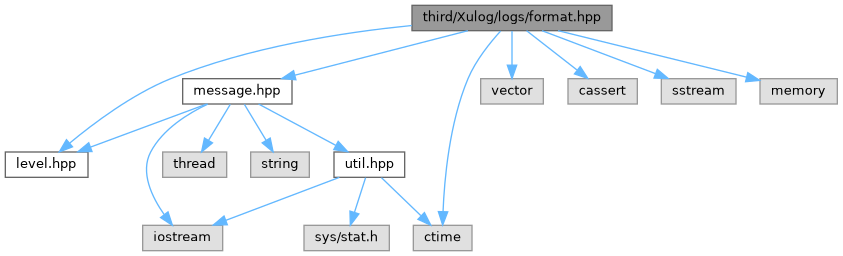 third/Xulog/logs/format.hpp
message.hpp
vector
cassert
sstream
memory
level.hpp
thread
string
util.hpp
iostream
sys/stat.h
ctime